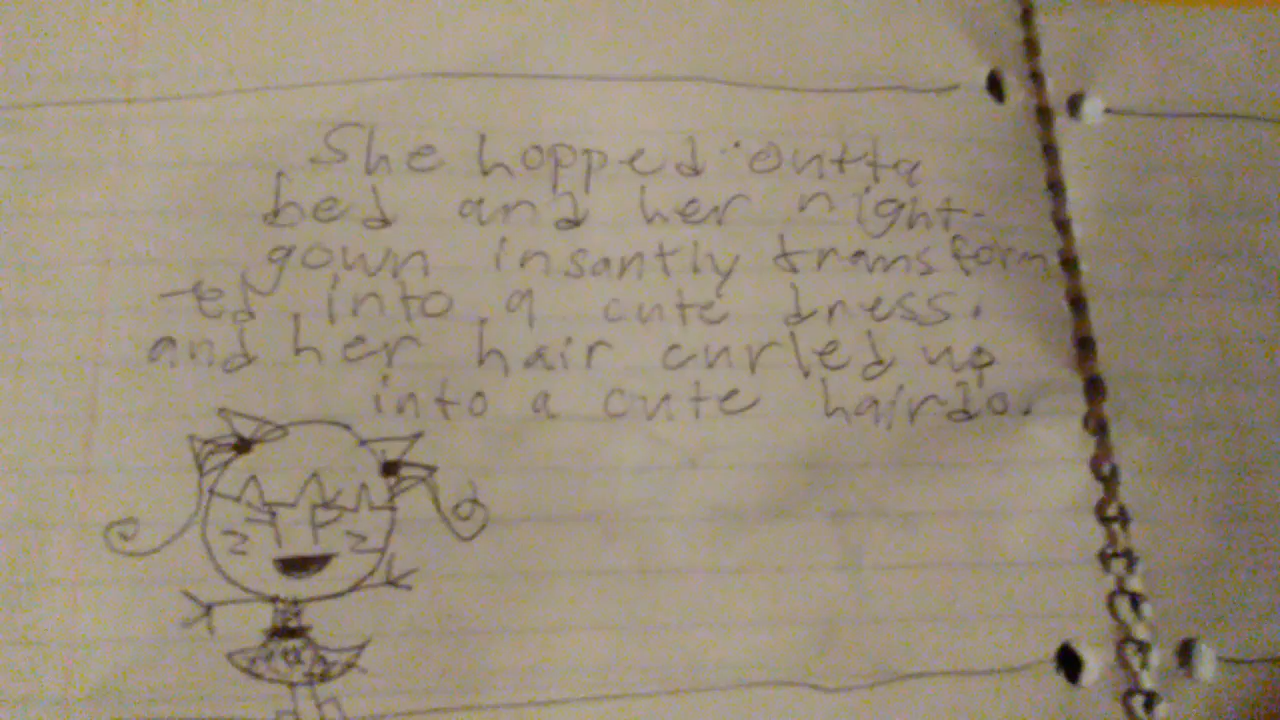 She hopped outta
bed and her night-
gown insantly transform
-ed into a cute dress.
and her hair curled up
into a cute hairdo.